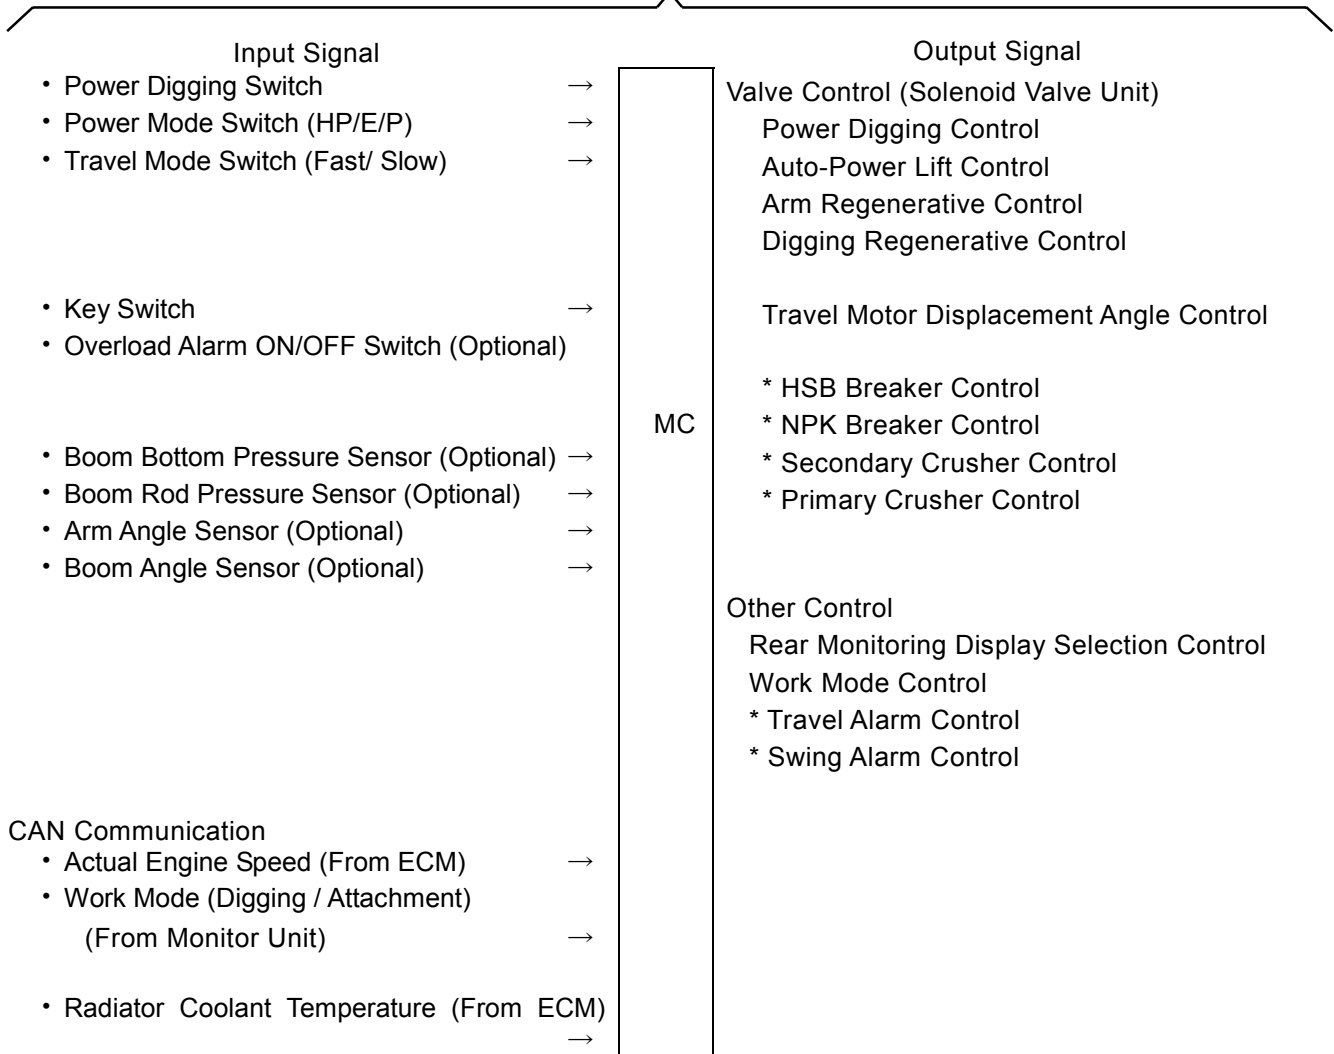 Input Signal
・Power Digging Switch →
・Power Mode Switch (HP/E/P) →
・Travel Mode Switch (Fast/ Slow) →
・Key Switch →
・Overload Alarm ON/OFF Switch (Optional)
・Boom Bottom Pressure Sensor (Optional) →
・Boom Rod Pressure Sensor (Optional) →
・Arm Angle Sensor (Optional) →
・Boom Angle Sensor (Optional) →
CAN Communication
・Actual Engine Speed (From ECM) →
・Work Mode (Digging / Attachment)
(From Monitor Unit) →
・Radiator Coolant Temperature (From ECM)
→
MC
Output Signal
Valve Control (Solenoid Valve Unit)
Power Digging Control
Auto-Power Lift Control
Arm Regenerative Control
Digging Regenerative Control
Travel Motor Displacement Angle Control
* HSB Breaker Control
* NPK Breaker Control
* Secondary Crusher Control
* Primary Crusher Control
Other Control
Rear Monitoring Display Selection Control
Work Mode Control
* Travel Alarm Control
* Swing Alarm Control